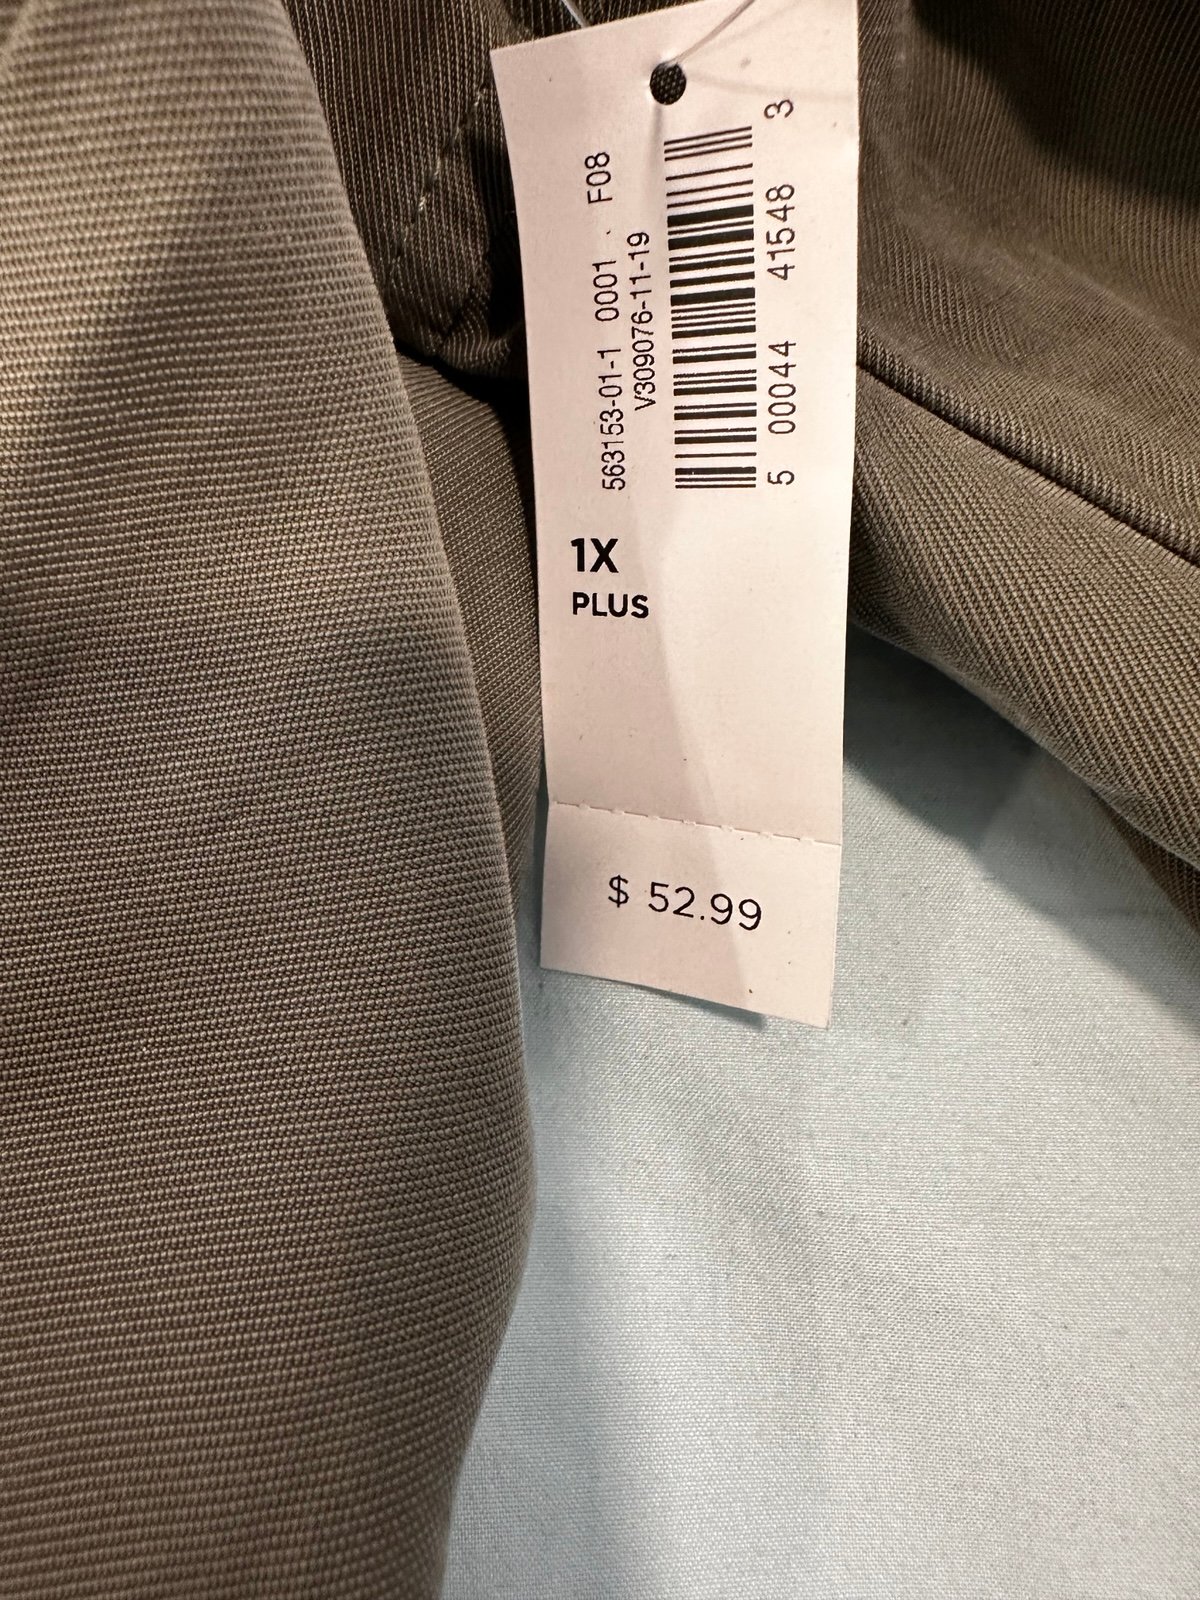 563153-01-1 0001 F08
V309076-11-19
5 00044 41548 3
1X
PLUS
$ 52.99